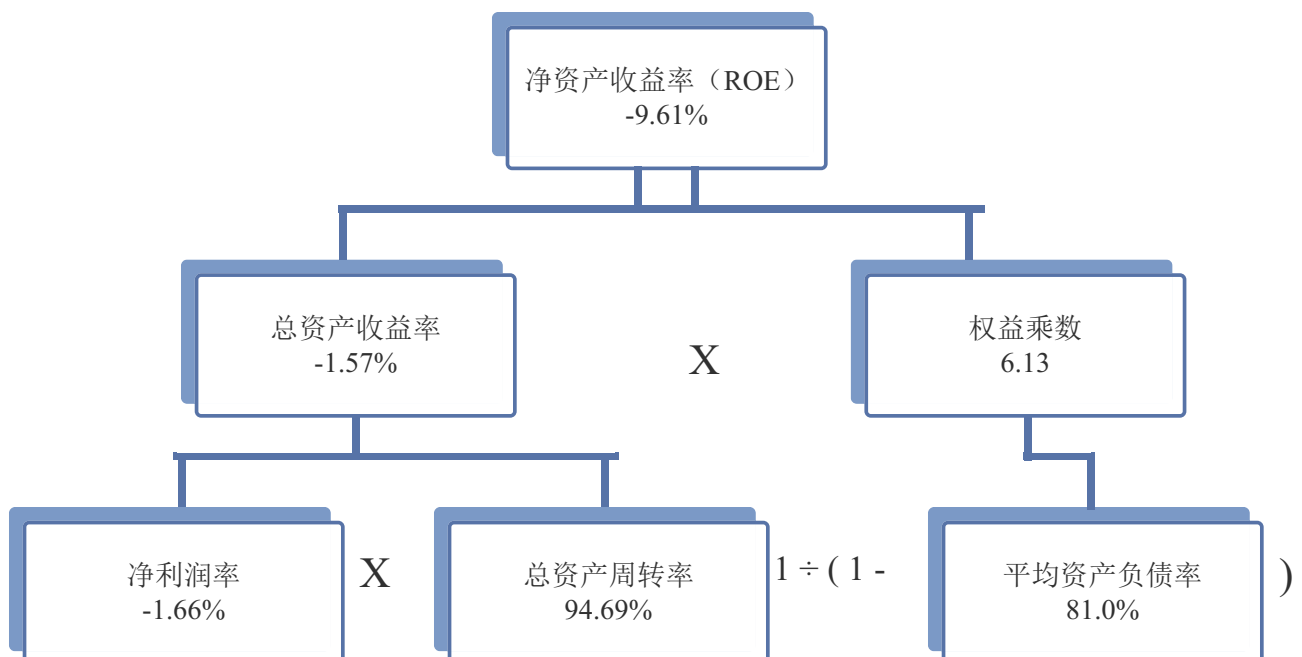 净资产收益率（ROE）
-9.61%
总资产收益率
-1.57%
X
权益乘数
6.13
净利润率
-1.66%
X
总资产周转率
94.69%
1 ÷ ( 1 -
平均资产负债率
81.0%
)